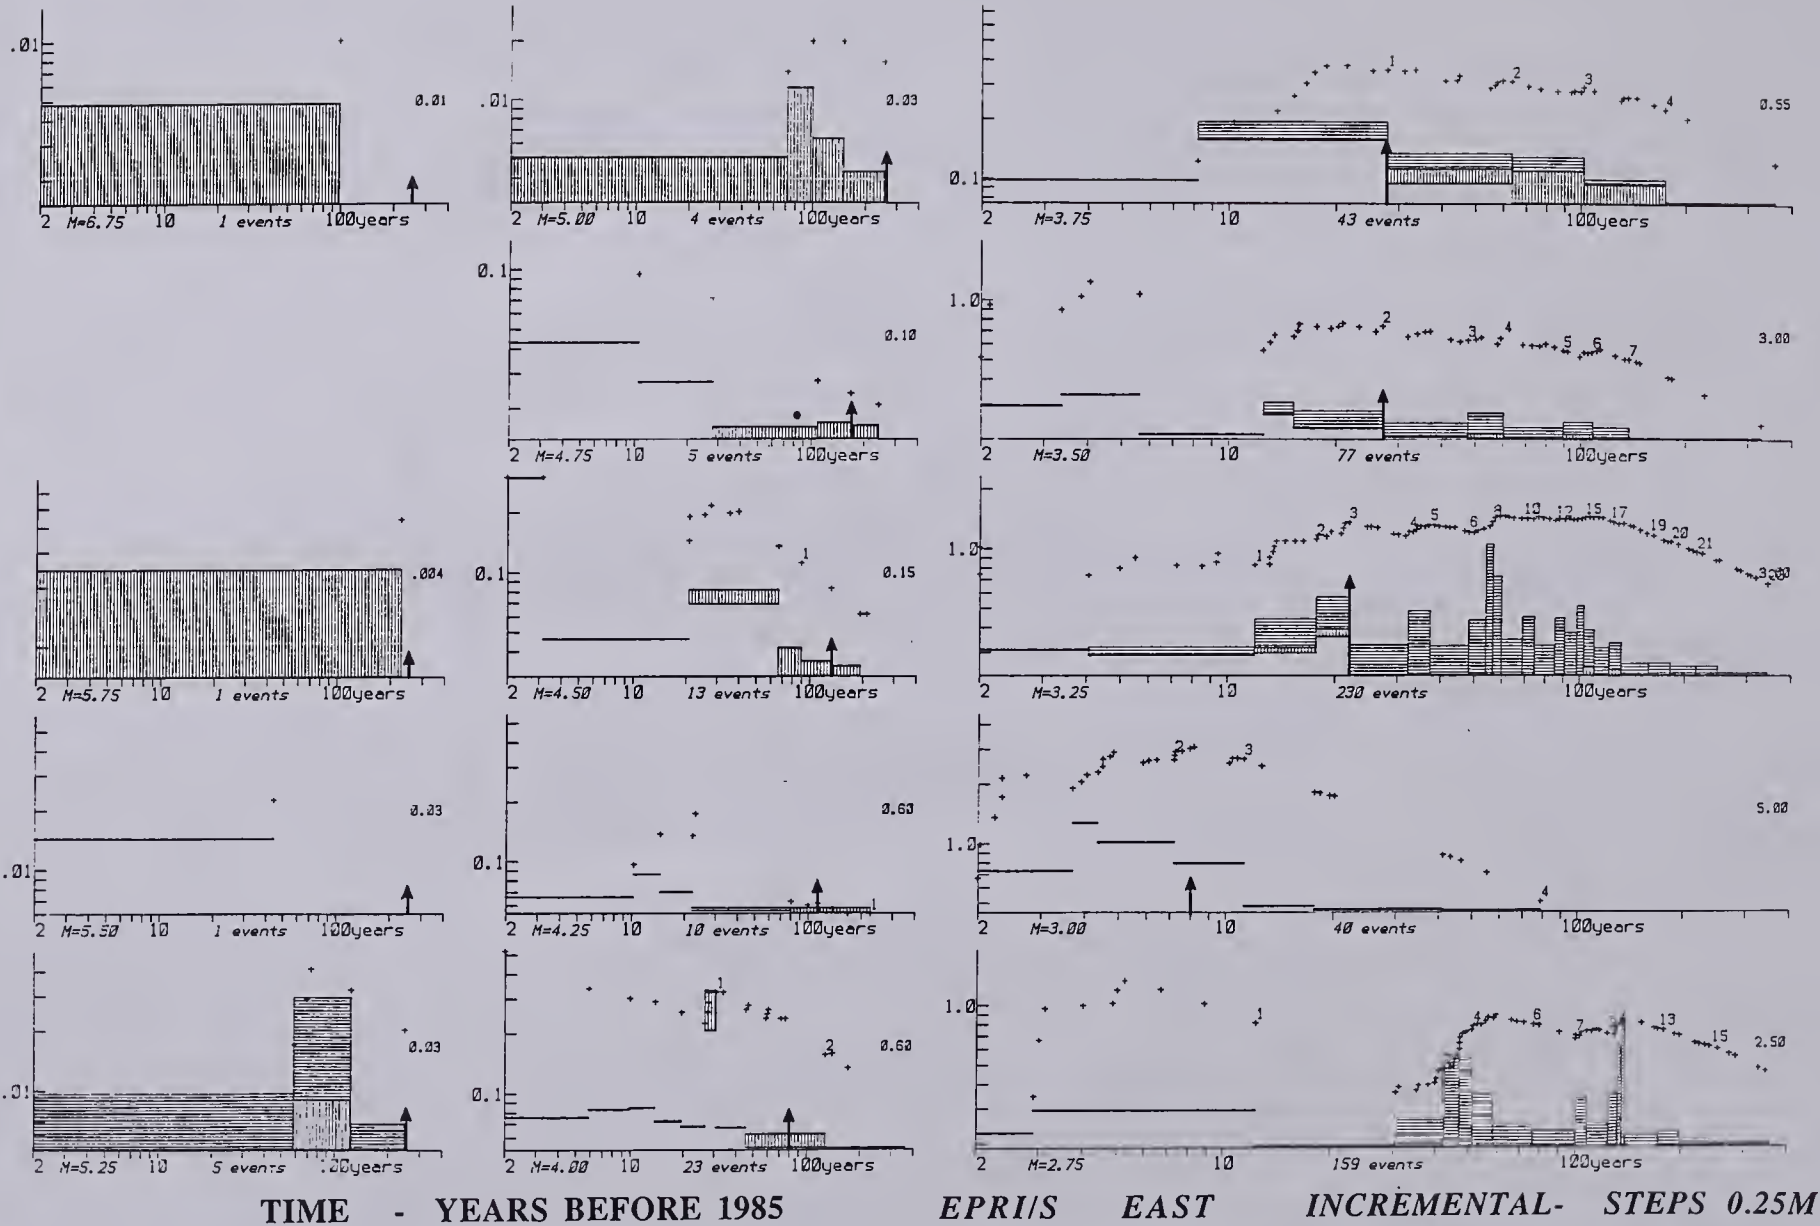 .01
0.01
2 M=6.75 10 1 events 100years
.01
0.03
2 M=5.00 10 4 events 100years
1 2 3 4
0.55
0.1
2 M=3.75 10 43 events 100years
0.1
0.10
2 M=4.75 10 5 events 100years
1.0
2 3 4 5 6 7
3.00
2 M=3.50 10 77 events 100years
.004
2 M=5.75 1 events 100years
0.1
1
0.15
2 M=4.50 10 13 events 100years
1.0
1 2 3 4 5 6 8 10 12 15 17 19 20 21
2 M=3.25 10 230 events 100years
.01
0.03
2 M=5.50 10 1 events 100years
0.1
0.60
1
2 M=4.25 10 10 events 100years
1.0
2 3 4
5.00
2 M=3.00 10 40 events 100years
.01
0.03
2 M=5.25 10 5 events 100years
0.1
1 2
0.60
2 M=4.00 10 23 events 100years
1.0
1 4 6 7 13 15
2.50
2 M=2.75 10 159 events 100years
TIME - YEARS BEFORE 1985 EPRI/S EAST INCREMENTAL- STEPS 0.25M